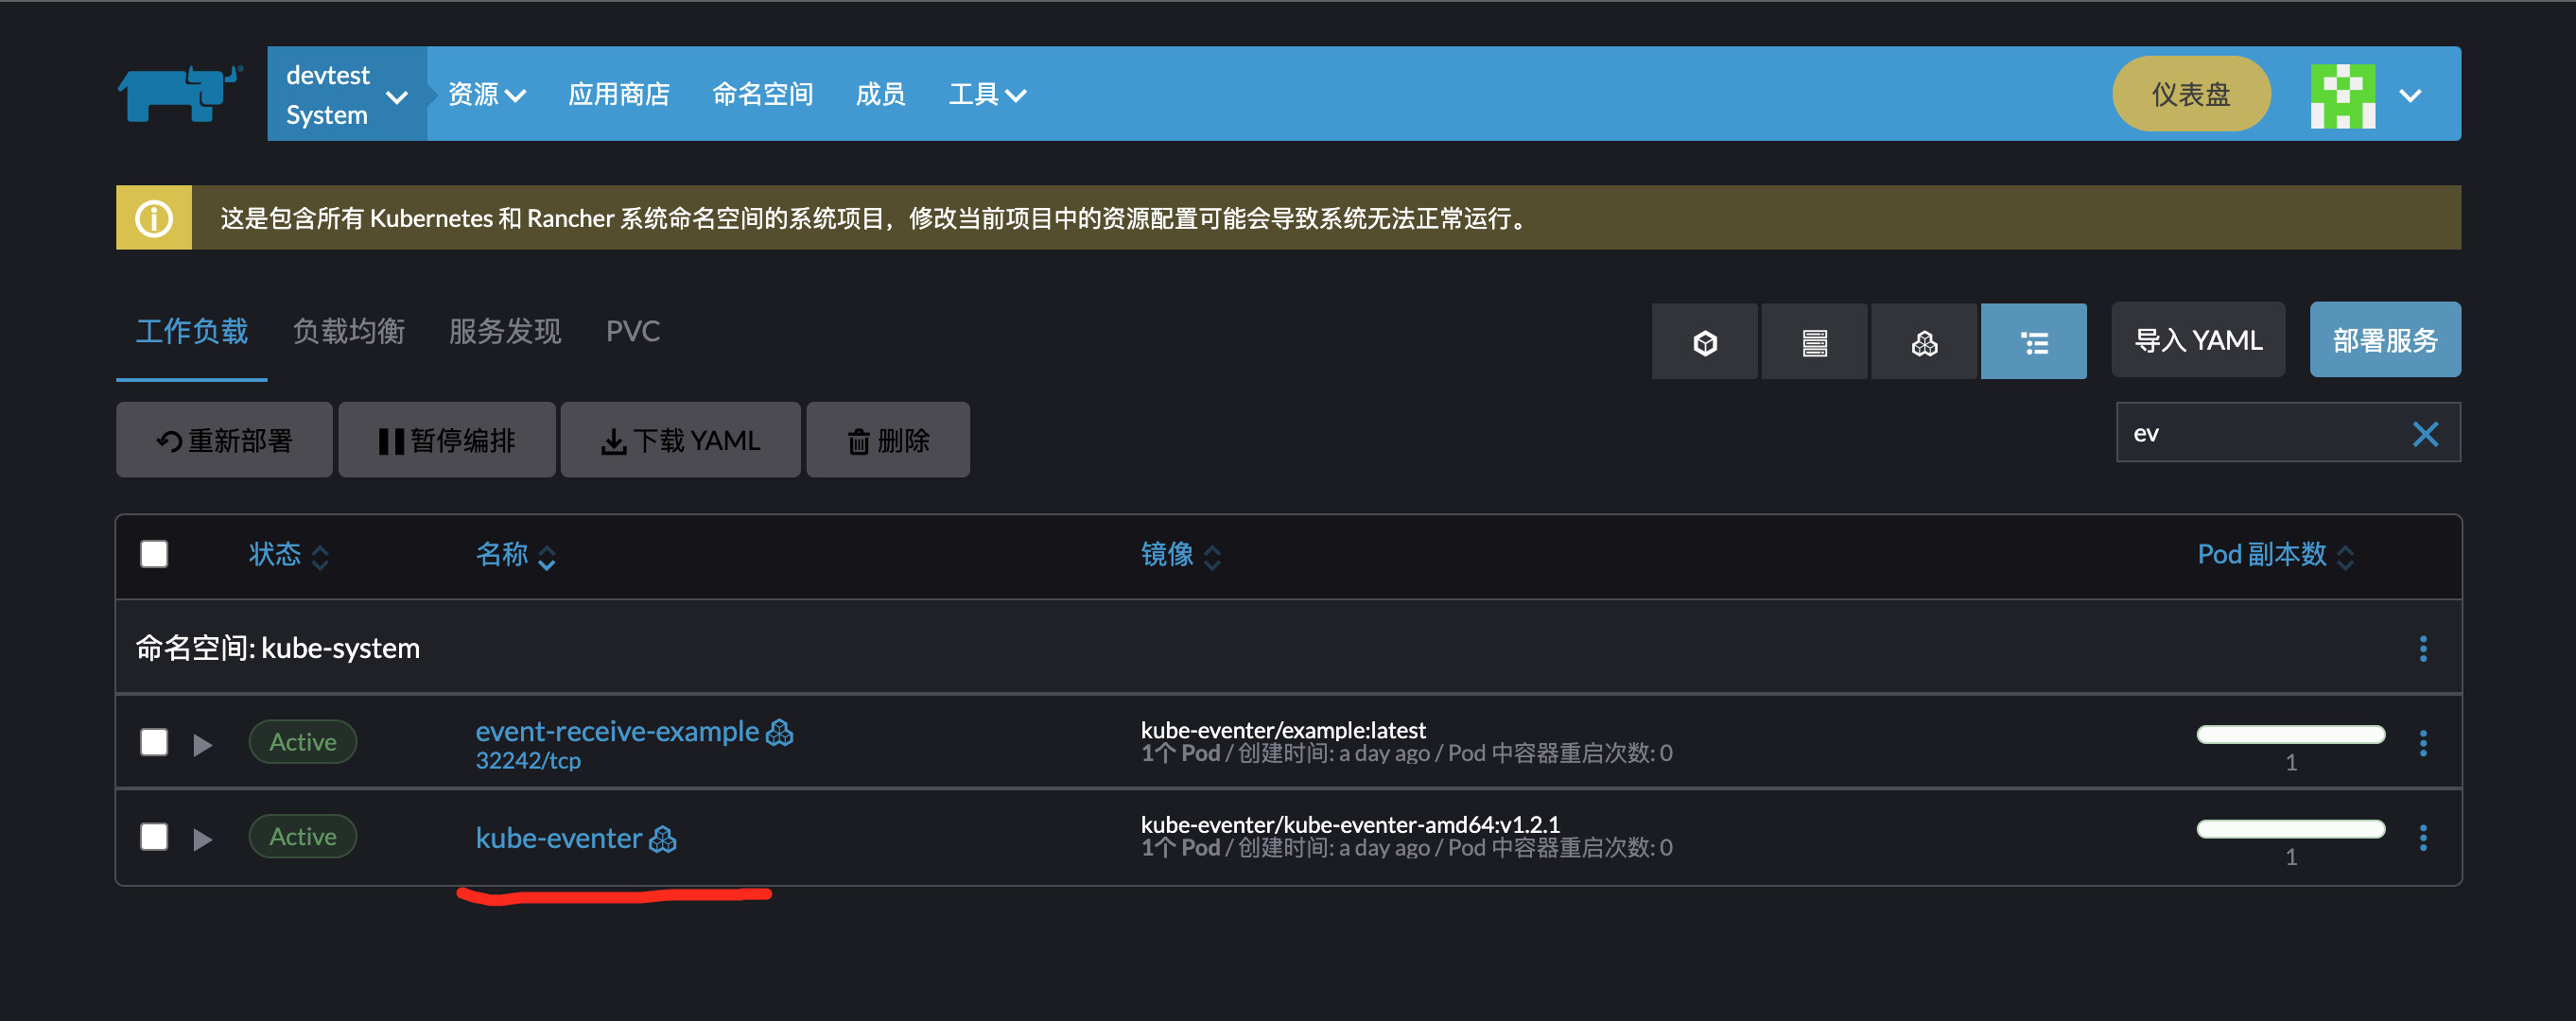 devtest
System
资源
应用商店
命名空间
成员
工具
仪表盘
这是包含所有 Kubernetes 和 Rancher 系统命名空间的系统项目，修改当前项目中的资源配置可能会导致系统无法正常运行。
工作负载
负载均衡
服务发现
PVC
导入 YAML
部署服务
重新部署
暂停编排
下载 YAML
删除
ev
状态
名称
镜像
Pod 副本数
命名空间: kube-system
Active
event-receive-example
32242/tcp
kube-eventer/example:latest
1个 Pod / 创建时间: a day ago / Pod 中容器重启次数: 0
1
Active
kube-eventer
kube-eventer/kube-eventer-amd64:v1.2.1
1个 Pod / 创建时间: a day ago / Pod 中容器重启次数: 0
1